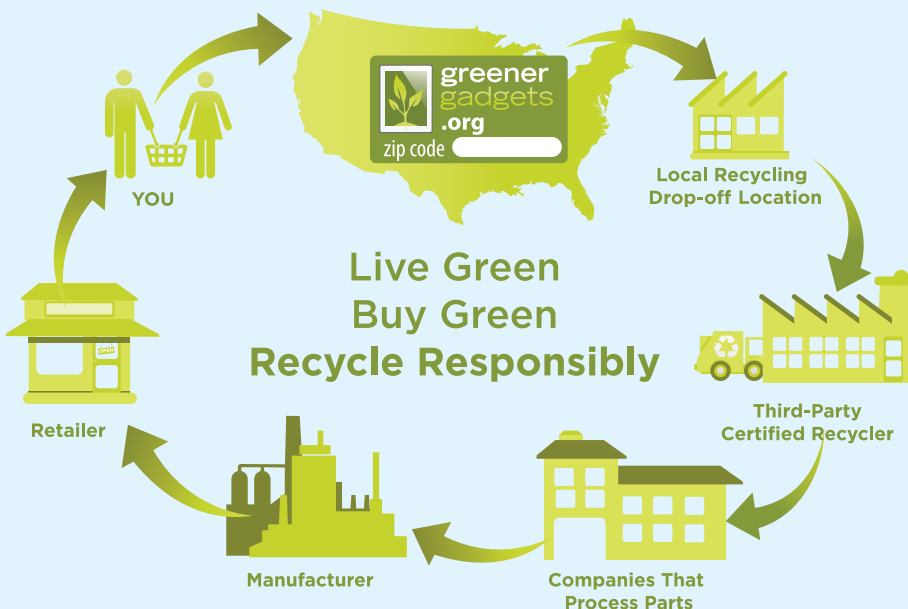 greener
gadgets
.org
zip code
Local Recycling
Drop-off Location
YOU
Live Green
Buy Green
Recycle Responsibly
OPEN
Retailer
Third-Party
Certified Recycler
Manufacturer
Companies That
Process Parts